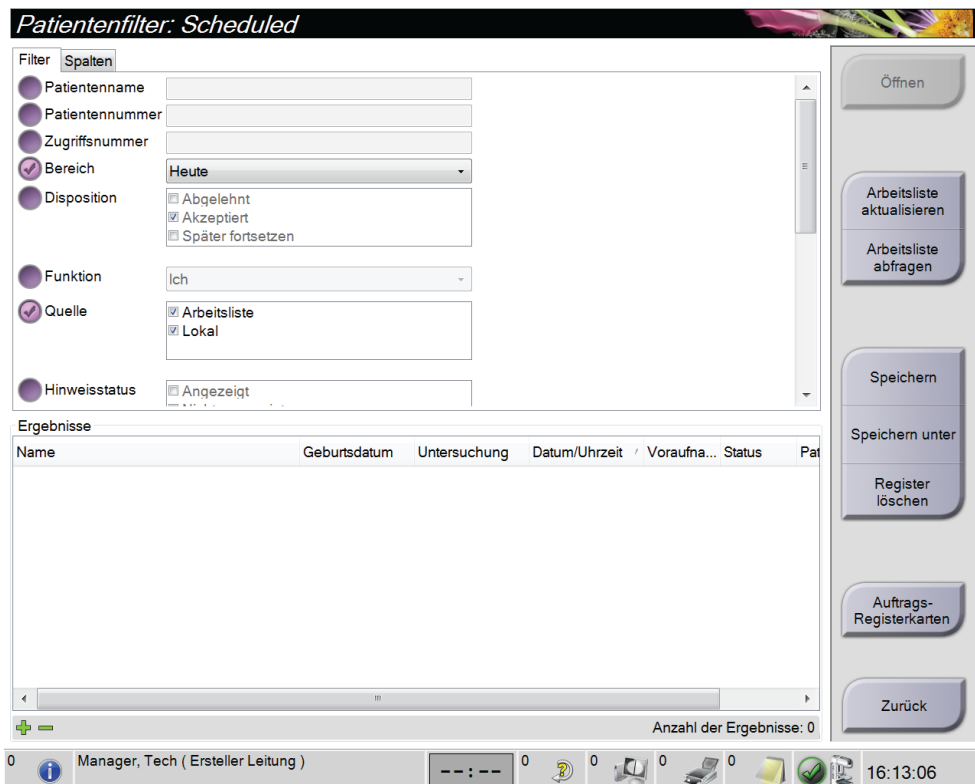 Patientenfilter: Scheduled
Filter Spalten
Patientenname
Patientennummer
Zugriffsnummer
Bereich Heute
Disposition Abgelehnt
Akzeptiert
Später fortsetzen
Funktion Ich
Quelle Arbeitsliste
Lokal
Hinweisstatus Angezeigt
Ergebnisse
Name Geburtsdatum Untersuchung Datum/Uhrzeit Voraufna... Status Pat
Anzahl der Ergebnisse: 0
Öffnen
Arbeitsliste
aktualisieren
Arbeitsliste
abfragen
Speichern
Speichern unter
Register
löschen
Auftrags-
Registerkarten
Zurück
0 Manager, Tech ( Ersteller Leitung ) --:-- 0 0 0 0 16:13:06